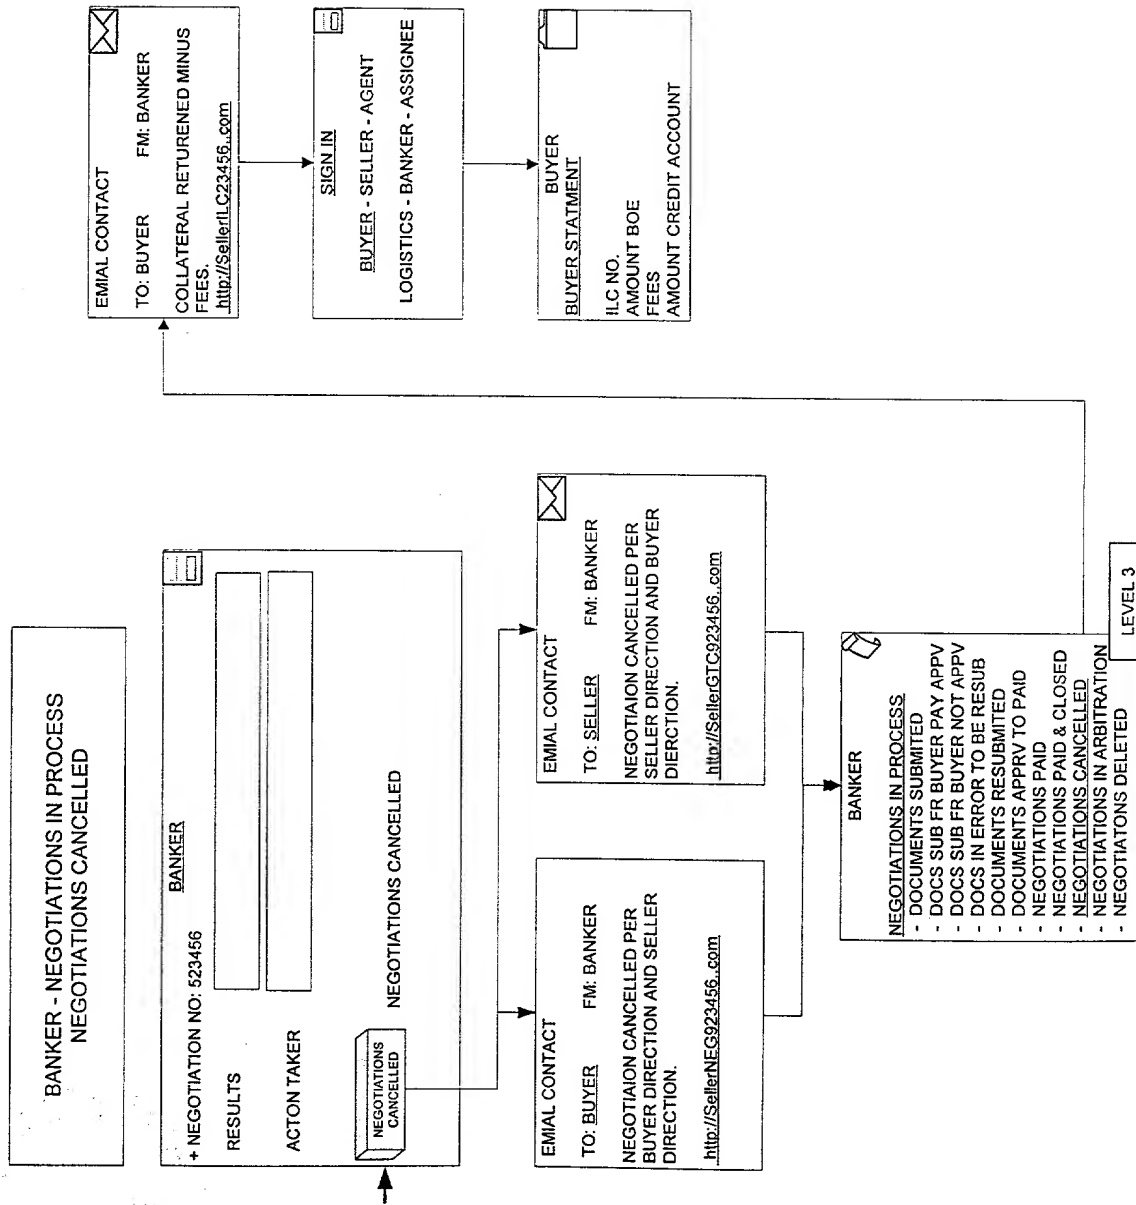 BANKER - NEGOTIATIONS IN PROCESS
NEGOTIATIONS CANCELLED
BANKER
+ NEGOTIATION NO: 523456
RESULTS
ACTON TAKER
NEGOTIATIONS
CANCELLED
NEGOTIATIONS CANCELLED
EMIAL CONTACT
TO: BUYER FM: BANKER
NEGOTIAION CANCELLED PER
BUYER DIRECTION AND SELLER
DIRECTION.
http://SellerNEG923456..com
EMIAL CONTACT
TO: SELLER FM: BANKER
NEGOTIAION CANCELLED PER
SELLER DIRECTION AND BUYER
DIERCTION.
http://SellerGTC923456..com
BANKER
NEGOTIATIONS IN PROCESS
- DOCUMENTS SUBMITED
- DOCS SUB FR BUYER PAY APPV
- DOCS SUB FR BUYER NOT APPV
- DOCS IN ERROR TO BE RESUB
- DOCUMENTS RESUBMITED
- DOCUMENTS APPRV TO PAID
- NEGOTIATIONS PAID
- NEGOTIATIONS PAID & CLOSED
- NEGOTIATIONS CANCELLED
- NEGOTIATIONS IN ARBITRATION
- NEGOTIATONS DELETED
LEVEL 3
EMIAL CONTACT
TO: BUYER FM: BANKER
COLLATERAL RETURENED MINUS
FEES.
http://SellerILC23456..com
SIGN IN
BUYER - SELLER - AGENT
LOGISTICS - BANKER - ASSIGNEE
BUYER
BUYER STATMENT
ILC NO.
AMOUNT BOE
FEES
AMOUNT CREDIT ACCOUNT